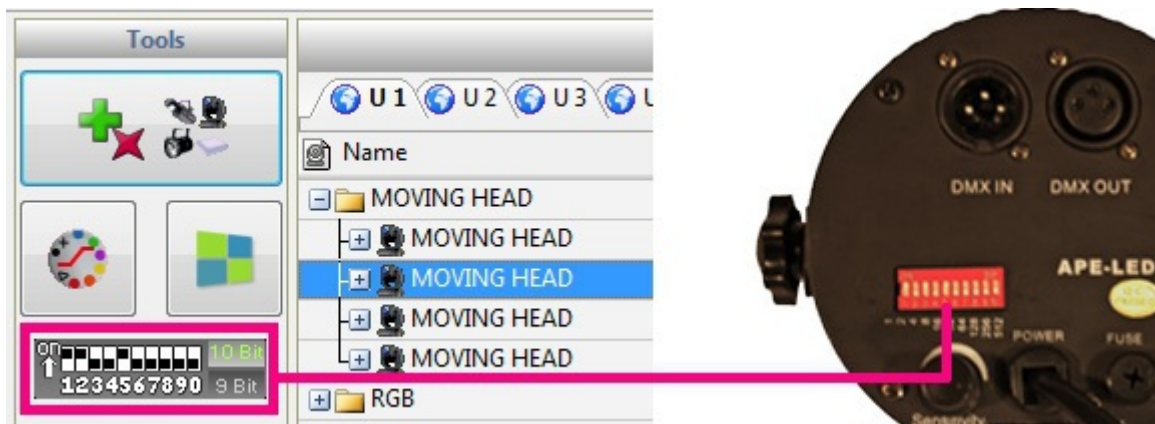 Tools
U 1 U 2 U 3
Name
MOVING HEAD
MOVING HEAD
MOVING HEAD
MOVING HEAD
MOVING HEAD
RGB
on 10 Bit
1234567890 9 Bit
DMX IN DMX OUT
APE-LED
POWER FUSE
Sensitivity